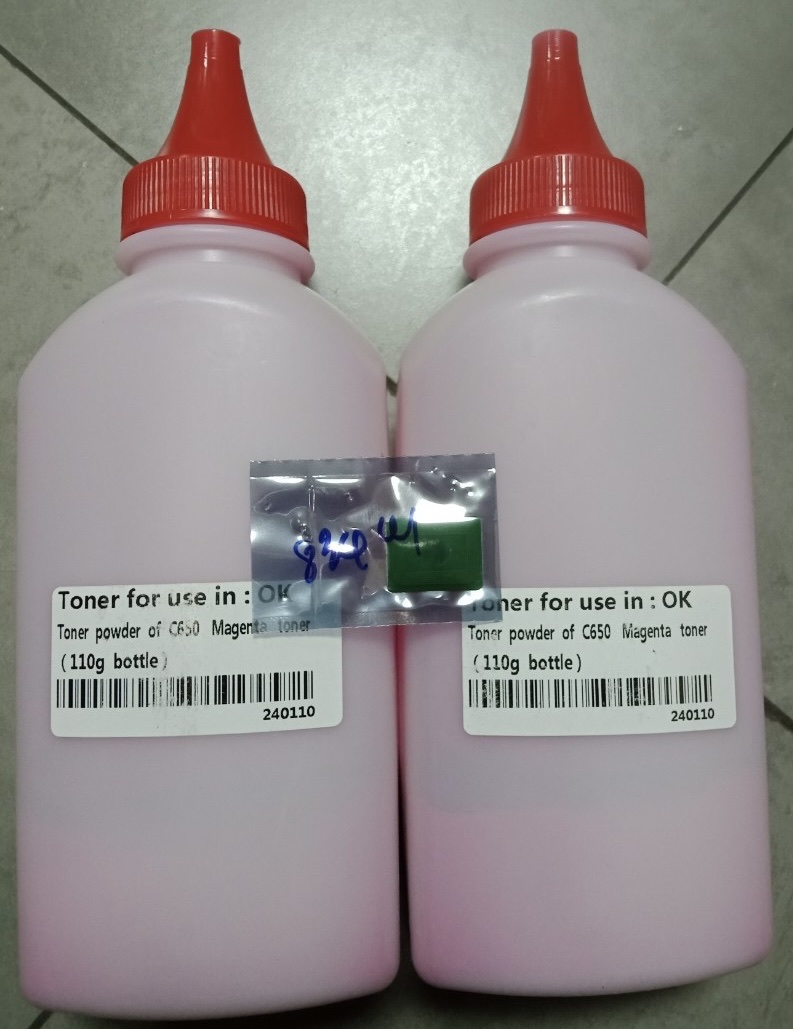 Toner for use in : OK
Toner powder of C650 Magenta toner
(110g bottle)
240110
Toner for use in : OK
Toner powder of C650 Magenta toner
(110g bottle)
240110